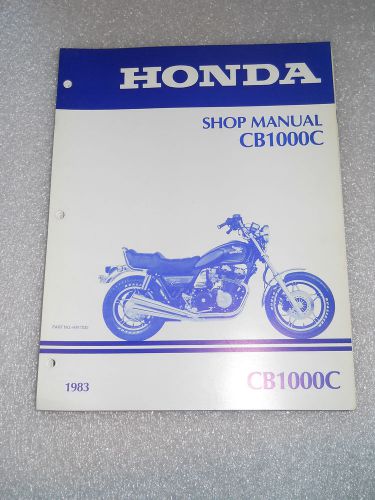 HONDA
SHOP MANUAL
CB1000C
1983
CB1000C